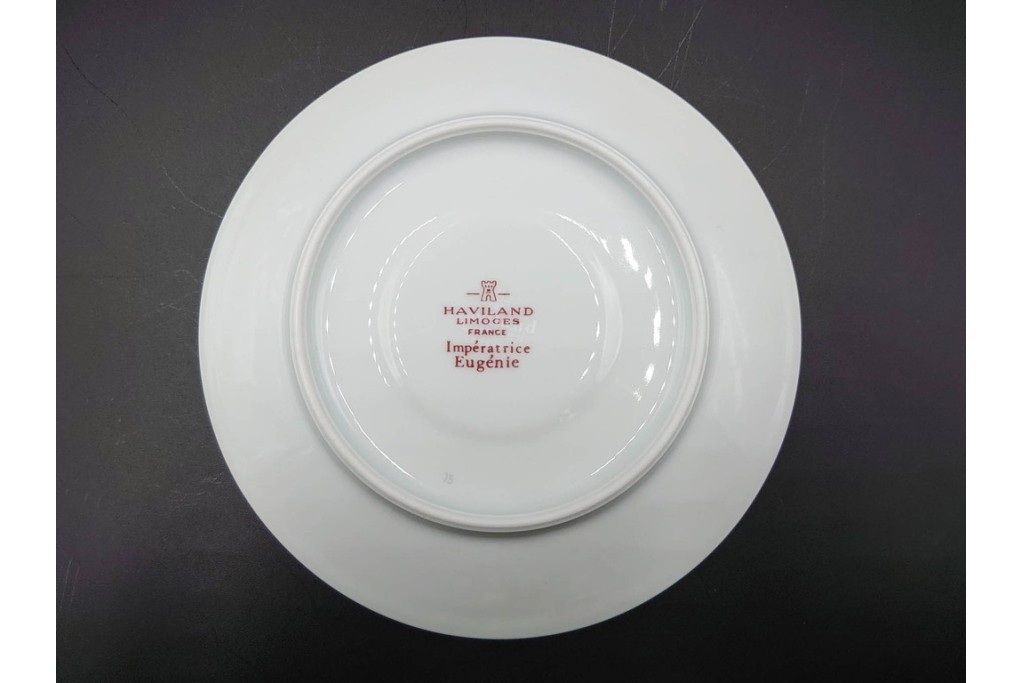 HAVILAND
LIMOGES
FRANCE
Impératrice
Eugénie